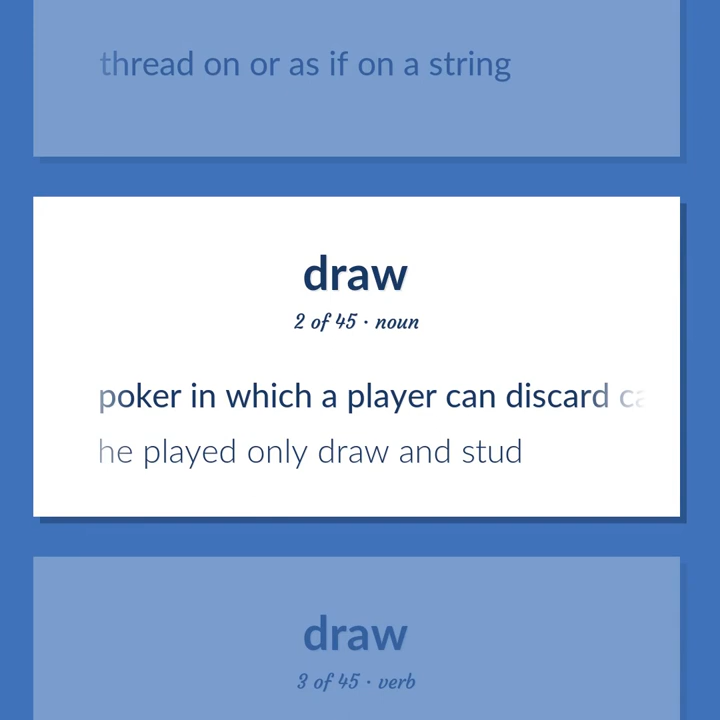 thread on or as if on a string
draw
2 of 45 · noun
poker in which a player can discard
he played only draw and stud
draw
3 of 45 · verb